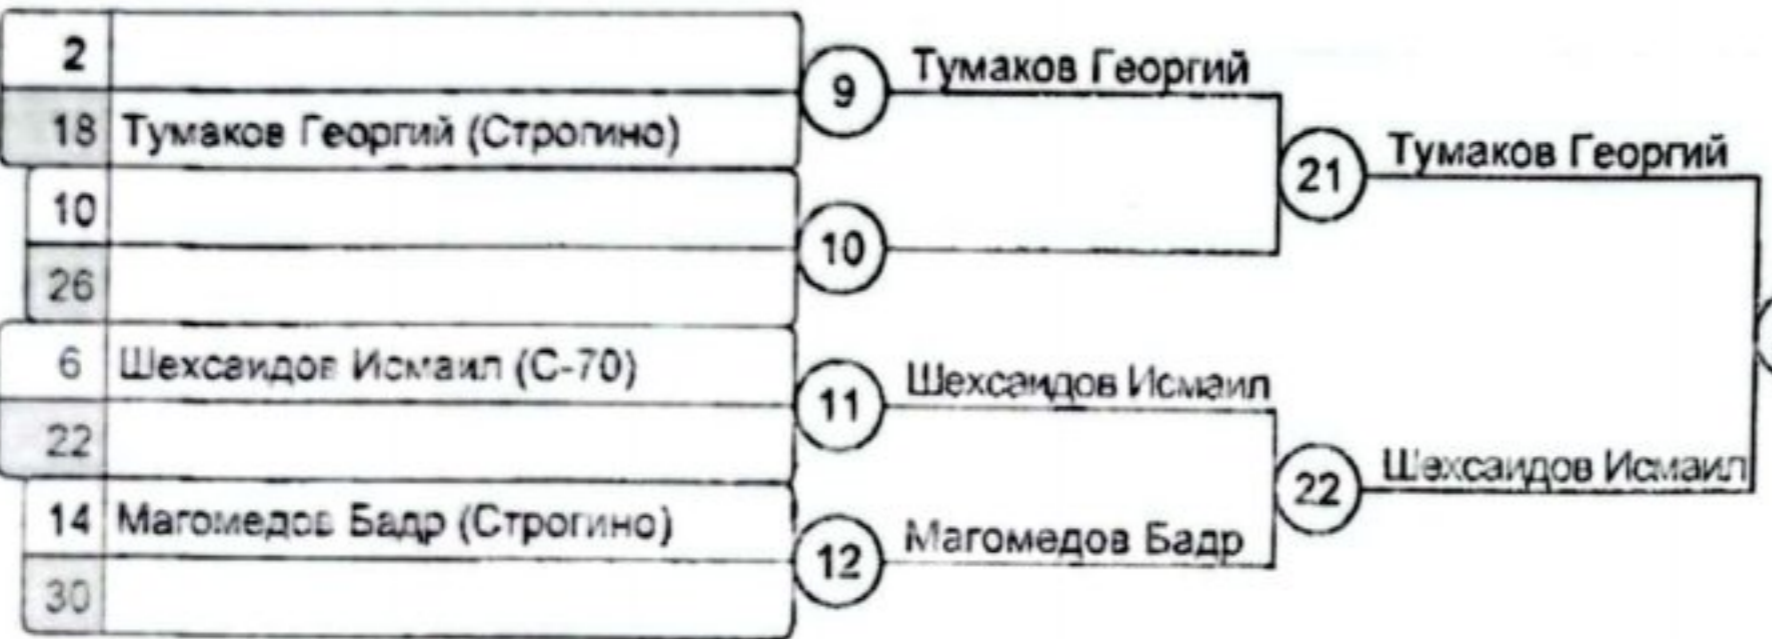 2
9 Тумаков Георгий
18 Тумаков Георгий (Строгино)
21 Тумаков Георгий
10
10
26
6 Шехсаидов Исмаил (С-70)
11 Шехсаидов Исмаил
22
22 Шехсаидов Исмаил
14 Магомедов Бадр (Строгино)
12 Магомедов Бадр
30